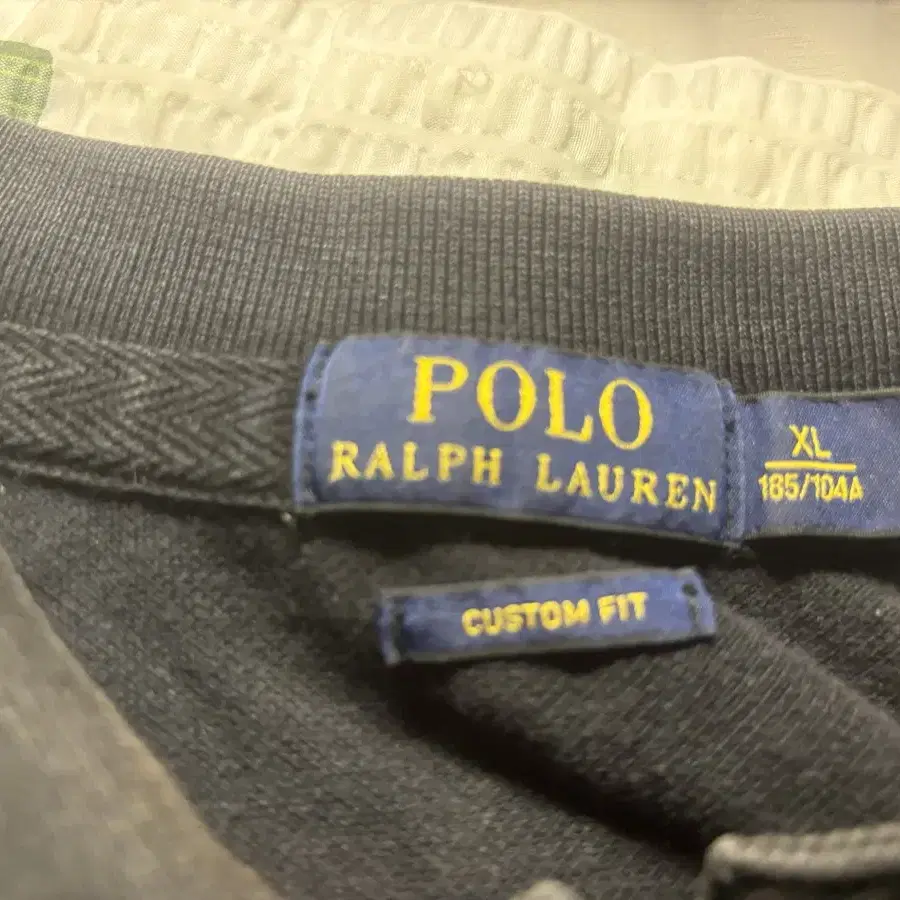 POLO
RALPH LAUREN
XL
185/104A
CUSTOM FIT